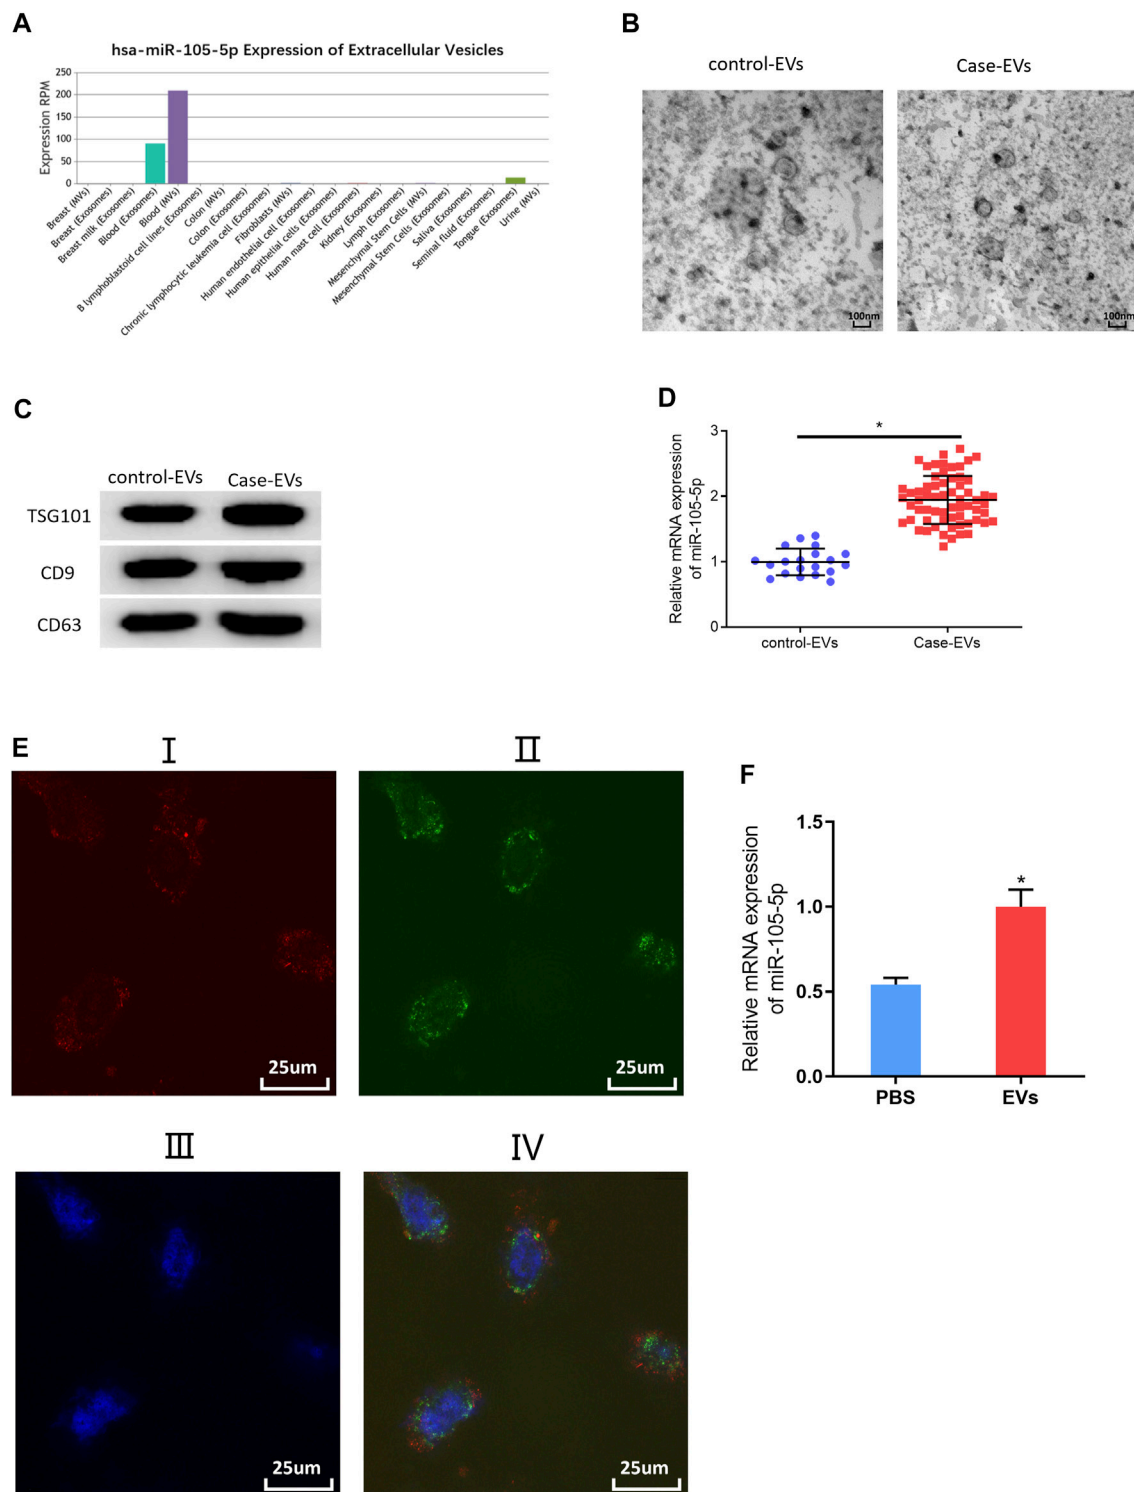 A
hsa-miR-105-5p Expression of Extracellular Vesicles
Expression RPM
250
200
150
100
50
0
Breast (MVs)
Breast (Exosomes)
Breast milk (Exosomes)
Blood (Exosomes)
Blood (MVs)
B lymphoblastoid cell lines (Exosomes)
Colon (MVs)
Colon (Exosomes)
Chronic lymphocytic leukemia cell (Exosomes)
Fibroblasts (MVs)
Human endothelial cell (Exosomes)
Human epithelial cells (Exosomes)
Human mast cell (Exosomes)
Kidney (Exosomes)
Lymph (Exosomes)
Mesenchymal Stem Cells (MVs)
Mesenchymal Stem Cells (Exosomes)
Saliva (Exosomes)
Seminal fluid (Exosomes)
Tongue (Exosomes)
Urine (MVs)
B
control-EVs
Case-EVs
100nm
100nm
C
control-EVs
Case-EVs
TSG101
CD9
CD63
D
Relative mRNA expression
of miR-105-5p
3
2
1
0
*
control-EVs
Case-EVs
E
I
II
25um
25um
III
IV
25um
25um
F
Relative mRNA expression
of miR-105-5p
1.5
1.0
0.5
0.0
*
PBS
EVs